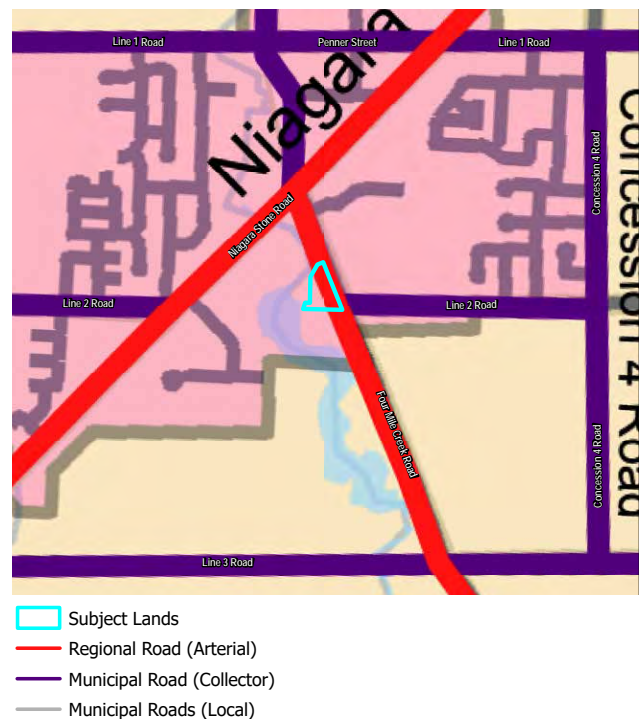 Line 1 Road
Penner Street
Line 1 Road
Niagara
Concession 4 Road
Concession 4 Road
Niagara Stone Road
Line 2 Road
Line 2 Road
Four Mile Creek Road
Concession 4 Road
Line 3 Road
Subject Lands
Regional Road (Arterial)
Municipal Road (Collector)
Municipal Roads (Local)